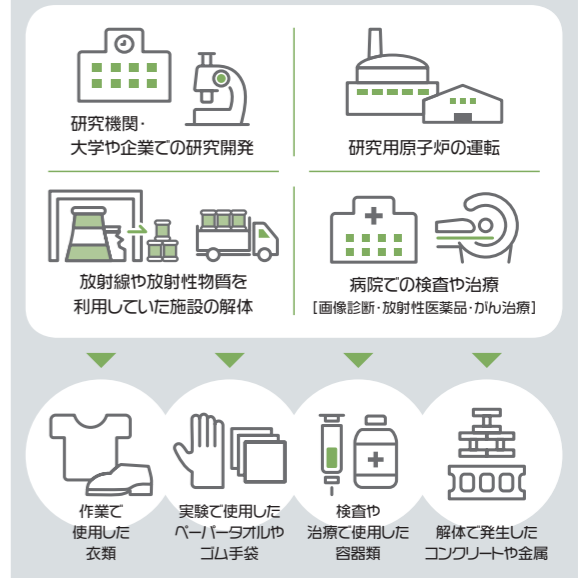 研究機関・
大学や企業での研究開発
研究用原子炉の運転
放射線や放射性物質を
利用していた施設の解体
病院での検査や治療
[画像診断・放射性医薬品・がん治療]
作業で
使用した
衣類
実験で使用した
ペーパータオルや
ゴム手袋
検査や
治療で使用した
容器類
解体で発生した
コンクリートや金属